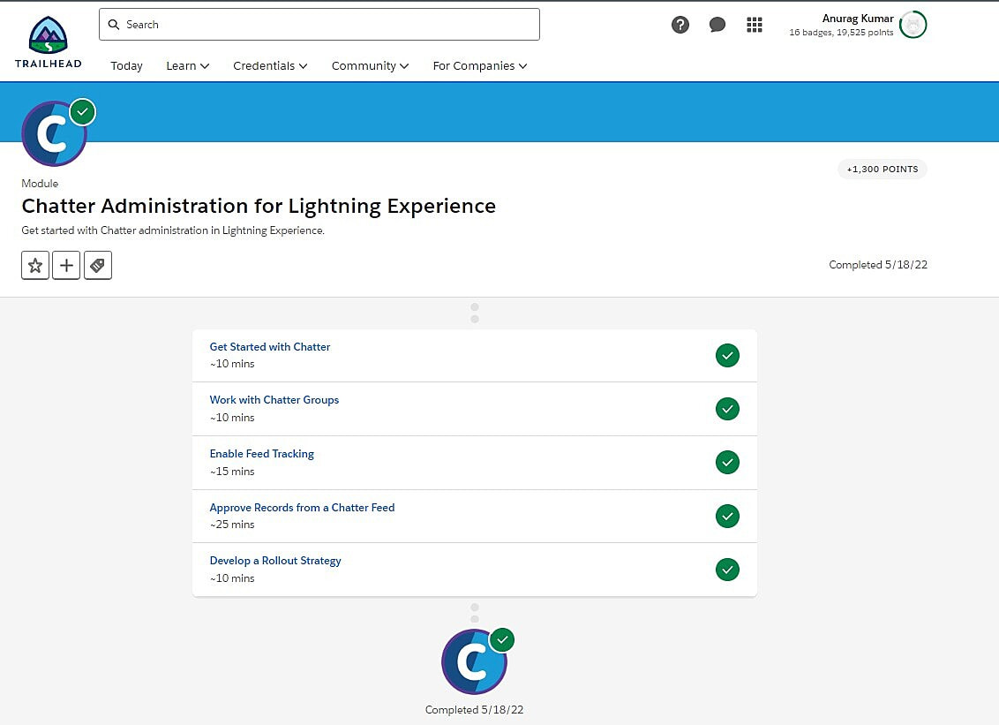 TRAILHEAD
Search
Anurag Kumar
16 badges, 19,525 points
Today Learn Credentials Community For Companies
C
+1,300 POINTS
Module
Chatter Administration for Lightning Experience
Get started with Chatter administration in Lightning Experience.
Completed 5/18/22
Get Started with Chatter
~10 mins
Work with Chatter Groups
~10 mins
Enable Feed Tracking
~15 mins
Approve Records from a Chatter Feed
~25 mins
Develop a Rollout Strategy
~10 mins
C
Completed 5/18/22